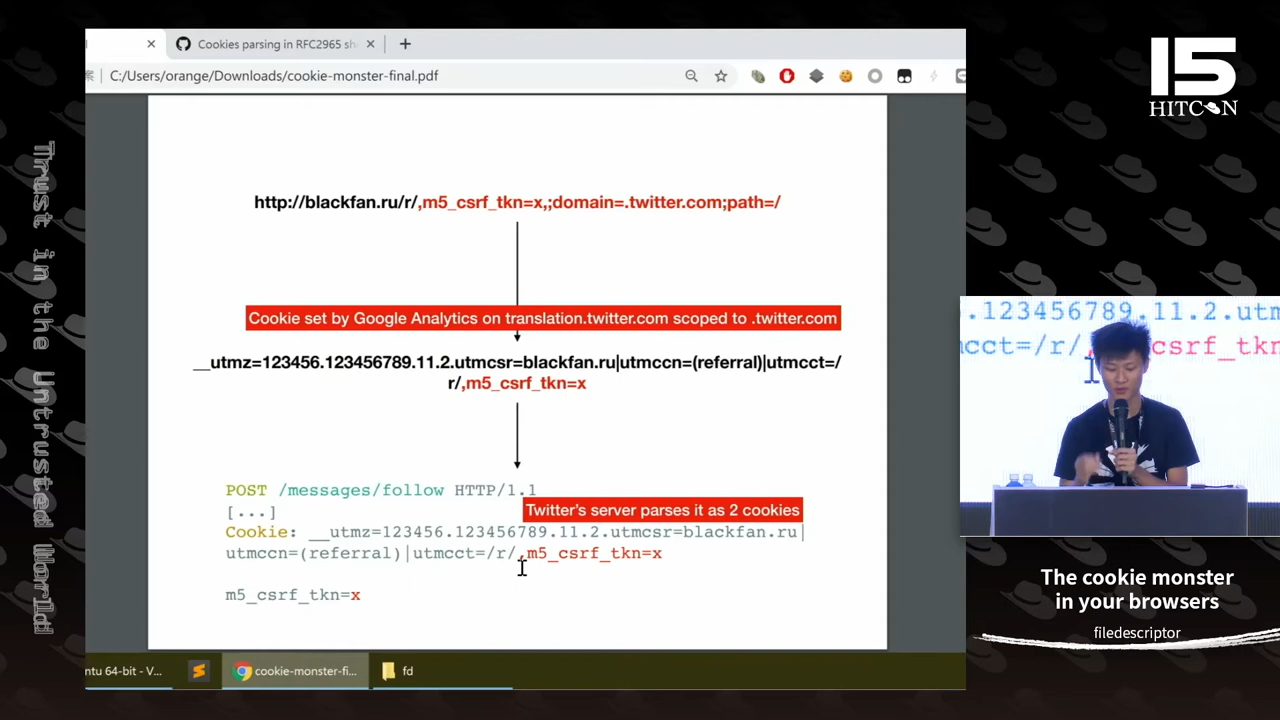 Cookies parsing in RFC2965 sh
C:/Users/orange/Downloads/cookie-monster-final.pdf
15
HITCON
Thrust in the Untrusted World
http://blackfan.ru/r/,m5_csrf_tkn=x,;domain=.twitter.com;path=/
Cookie set by Google Analytics on translation.twitter.com scoped to .twitter.com
__utmz=123456.123456789.11.2.utmcsr=blackfan.ru|utmccn=(referral)|utmcct=/
r/,m5_csrf_tkn=x
POST /messages/follow HTTP/1.1
[...]
Twitter's server parses it as 2 cookies
Cookie: __utmz=123456.123456789.11.2.utmcsr=blackfan.ru|
utmccn=(referral)|utmcct=/r/,m5_csrf_tkn=x
m5_csrf_tkn=x
.123456789.11.2.utm
cct=/r/,
csrf_tkn
The cookie monster
in your browsers
filedescriptor
ntu 64-bit - V...
cookie-monster-fi...
fd